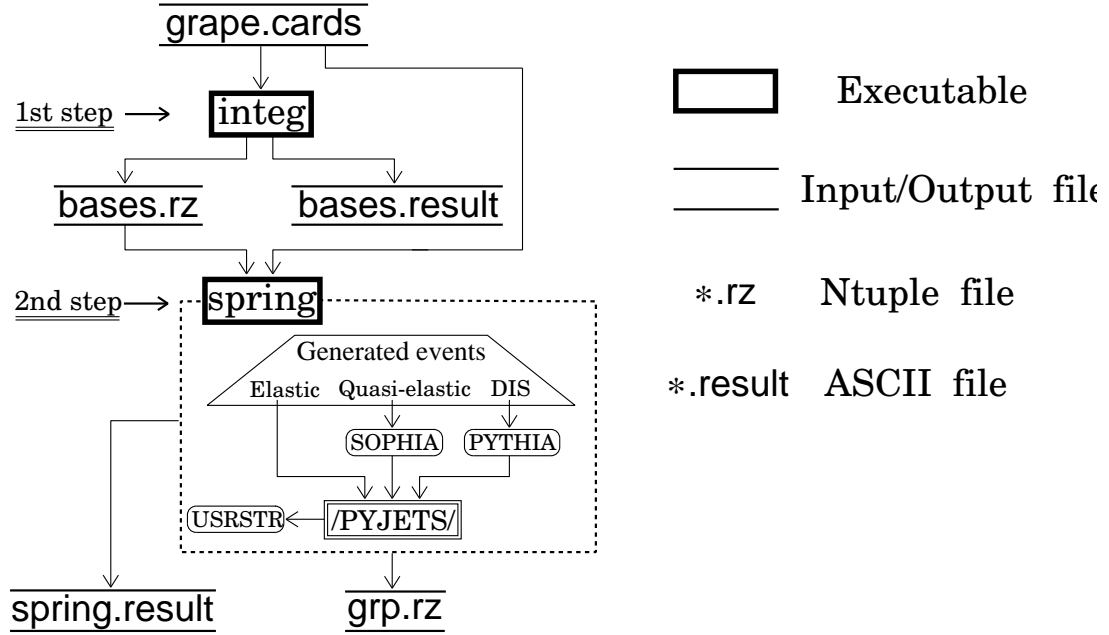 grape.cards
1st step
integ
bases.rz
bases.result
2nd step
spring
Generated events
Elastic Quasi-elastic DIS
SOPHIA PYTHIA
USRSTR /PYJETS/
spring.result
grp.rz
Executable
Input/Output file
*.rz Ntuple file
*.result ASCII file